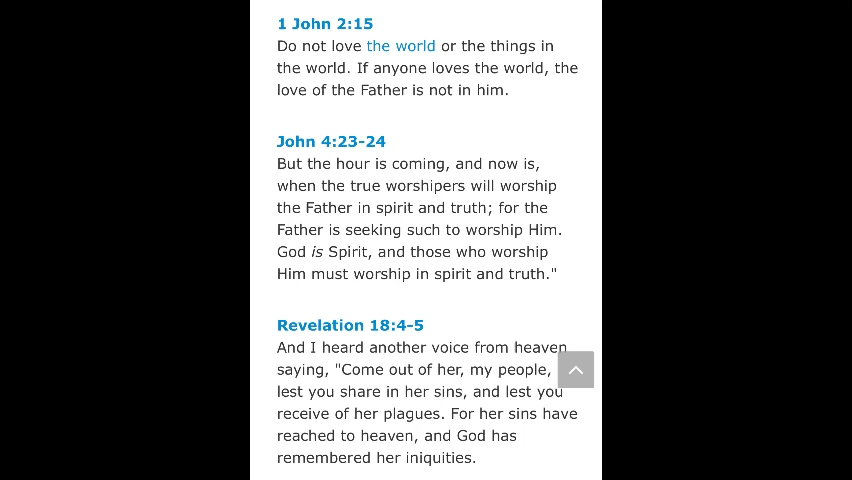 1 John 2:15
Do not love the world or the things in
the world. If anyone loves the world, the
love of the Father is not in him.
John 4:23-24
But the hour is coming, and now is,
when the true worshipers will worship
the Father in spirit and truth; for the
Father is seeking such to worship Him.
God is Spirit, and those who worship
Him must worship in spirit and truth."
Revelation 18:4-5
And I heard another voice from heaven
saying, "Come out of her, my people,
lest you share in her sins, and lest you
receive of her plagues. For her sins have
reached to heaven, and God has
remembered her iniquities.